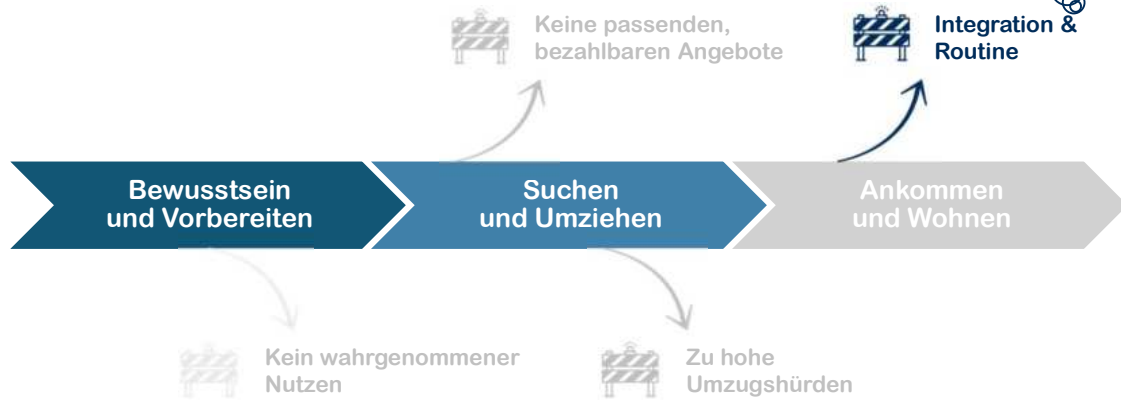 Keine passenden,
bezahlbaren Angebote
Integration &
Routine
Bewusstsein
und Vorbereiten
Suchen
und Umziehen
Ankommen
und Wohnen
Kein wahrgenommener
Nutzen
Zu hohe
Umzugshürden